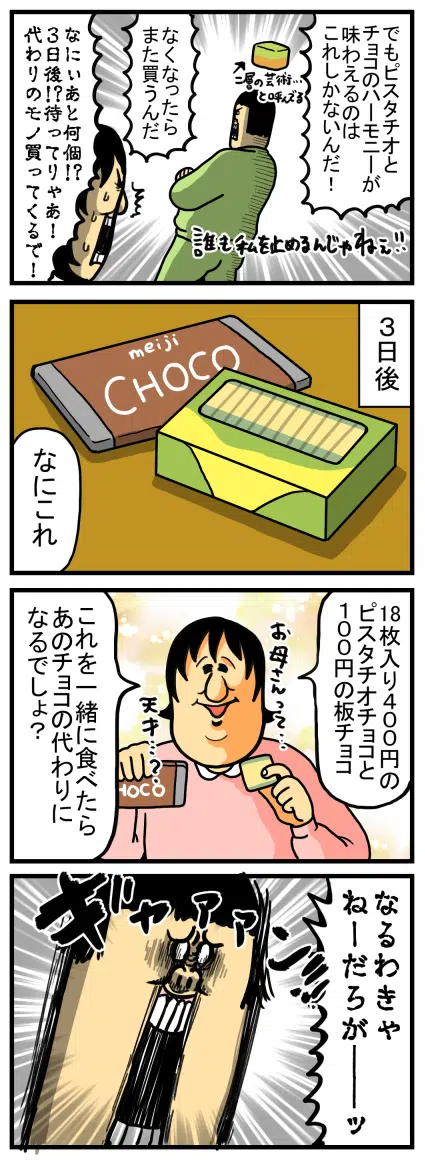 でもピスタチオと
チョコのハーモニーが
味わえるのは
これしかないんだ！
二層の芸術…
と呼んでる
なくなったら
また買うんだ
誰も私を止めるんじゃねぇ!!
なにぃあと何個!?
3日後!?待ってりゃあ！
代わりのモノ買ってくるで！
３日後
meiji
CHOCO
なにこれ
18枚入り４００円の
ピスタチオチョコと
１００円の板チョコ
お母さんって…
天才…？
HOCO
これを一緒に食べたら
あのチョコの代わりに
なるでしょ？
なるわきゃ
ねーだろがーーーッ
ギャァァァン!!!